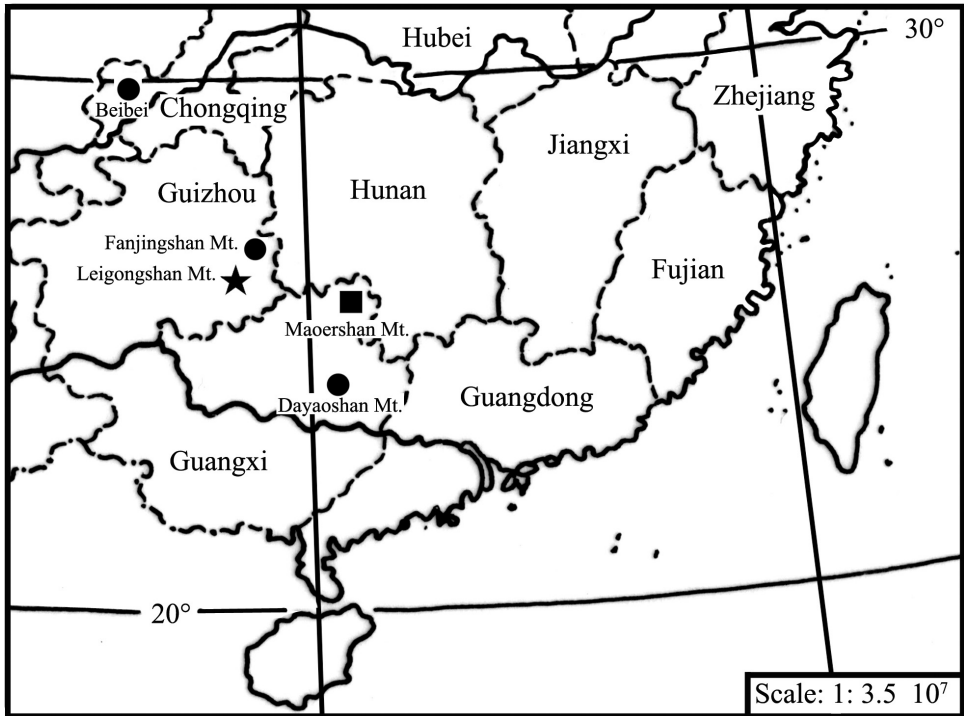 30°
Hubei
Zhejiang
Beibei
Chongqing
Jiangxi
Guizhou
Hunan
Fanjingshan Mt.
Leigongshan Mt.
Fujian
Maoershan Mt.
Dayaoshan Mt.
Guangdong
Guangxi
20°
Scale: 1: 3.5 10⁷